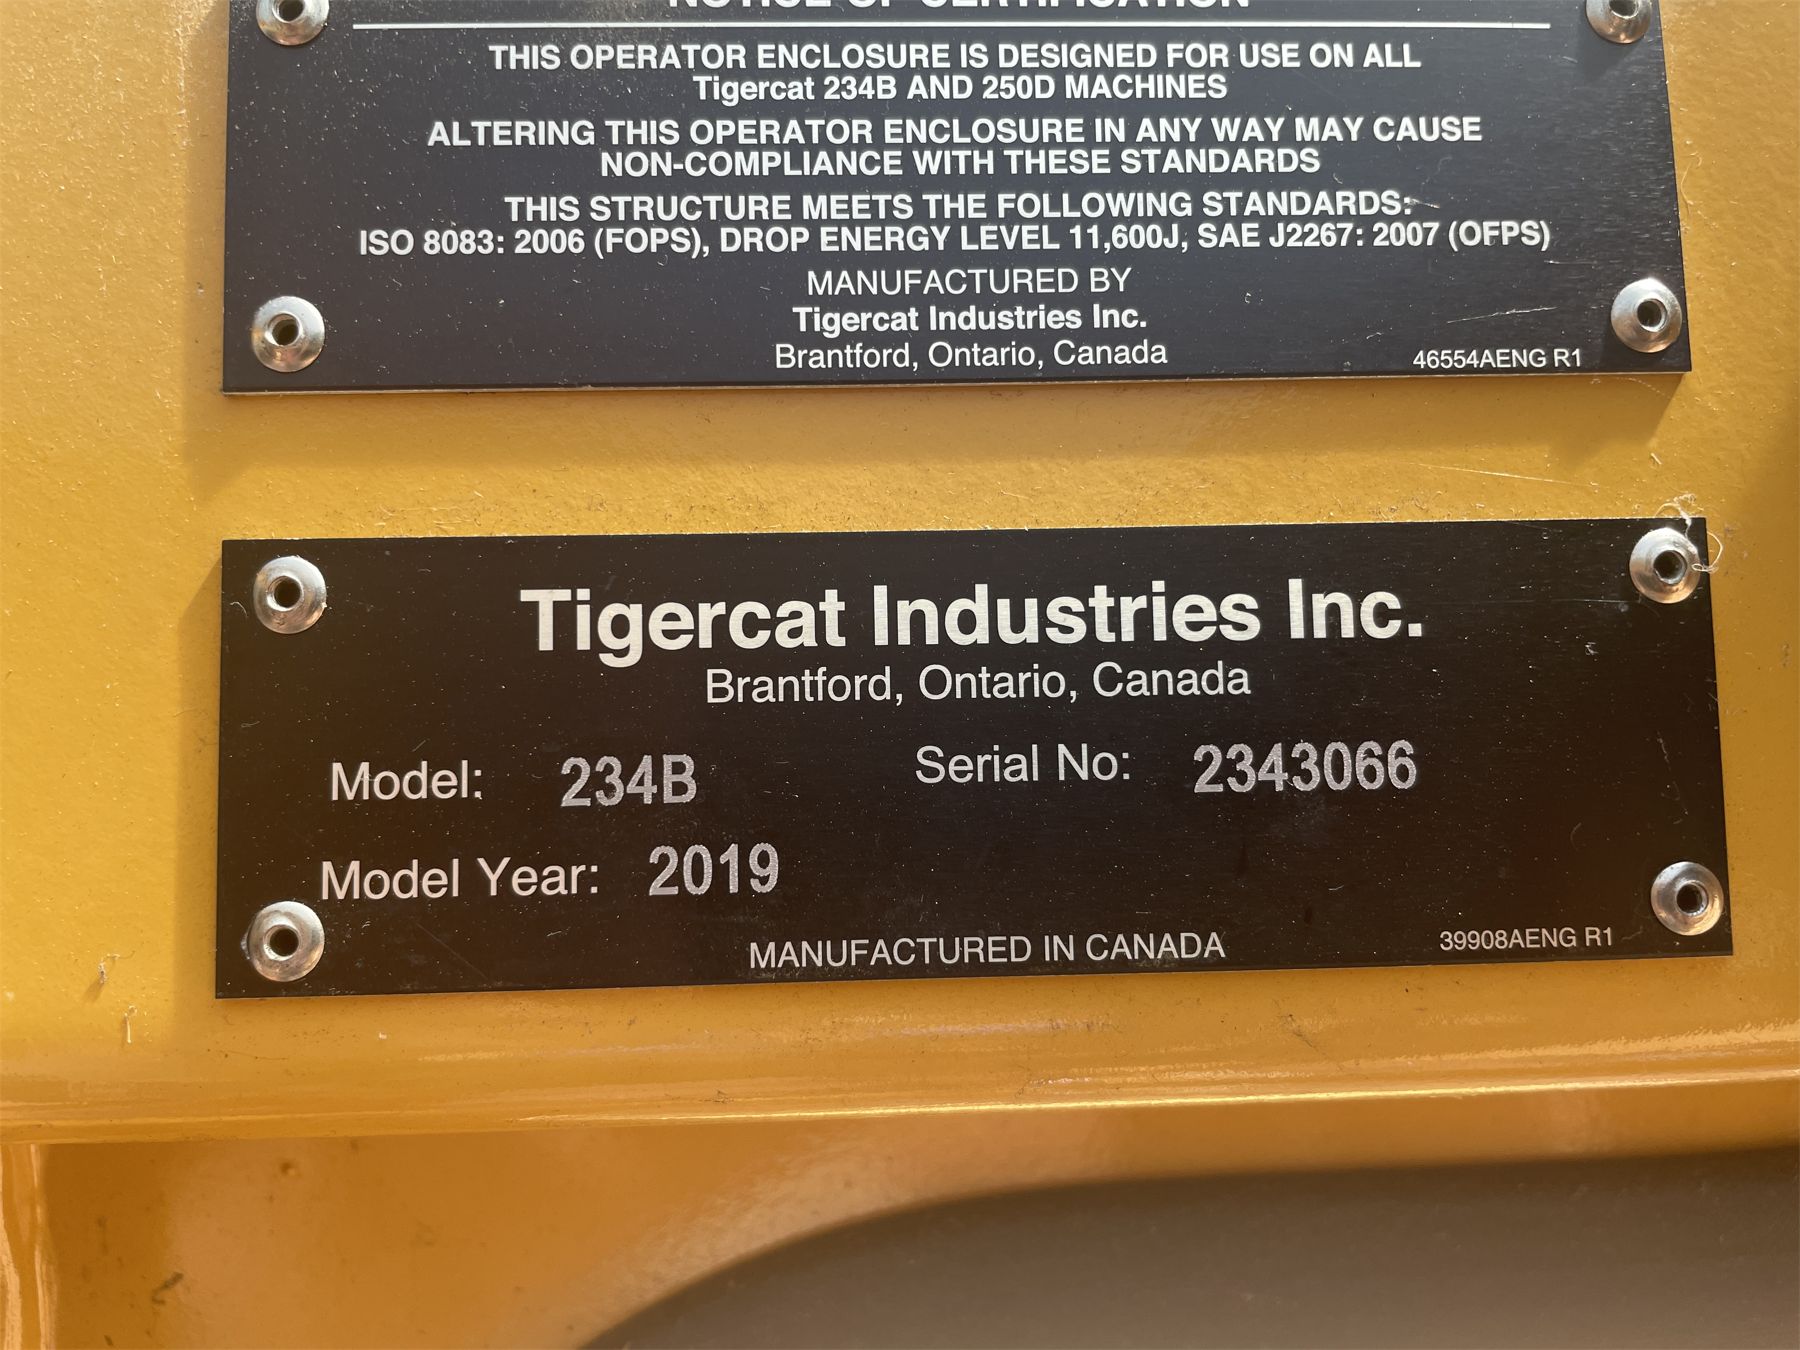 NOTICE OF CERTIFICATION
THIS OPERATOR ENCLOSURE IS DESIGNED FOR USE ON ALL
Tigercat 234B AND 250D MACHINES
ALTERING THIS OPERATOR ENCLOSURE IN ANY WAY MAY CAUSE
NON-COMPLIANCE WITH THESE STANDARDS
THIS STRUCTURE MEETS THE FOLLOWING STANDARDS:
ISO 8083: 2006 (FOPS), DROP ENERGY LEVEL 11,600J, SAE J2267: 2007 (OFPS)
MANUFACTURED BY
Tigercat Industries Inc.
Brantford, Ontario, Canada
46554AENG R1
Tigercat Industries Inc.
Brantford, Ontario, Canada
Model: 234B Serial No: 2343066
Model Year: 2019
MANUFACTURED IN CANADA
39908AENG R1